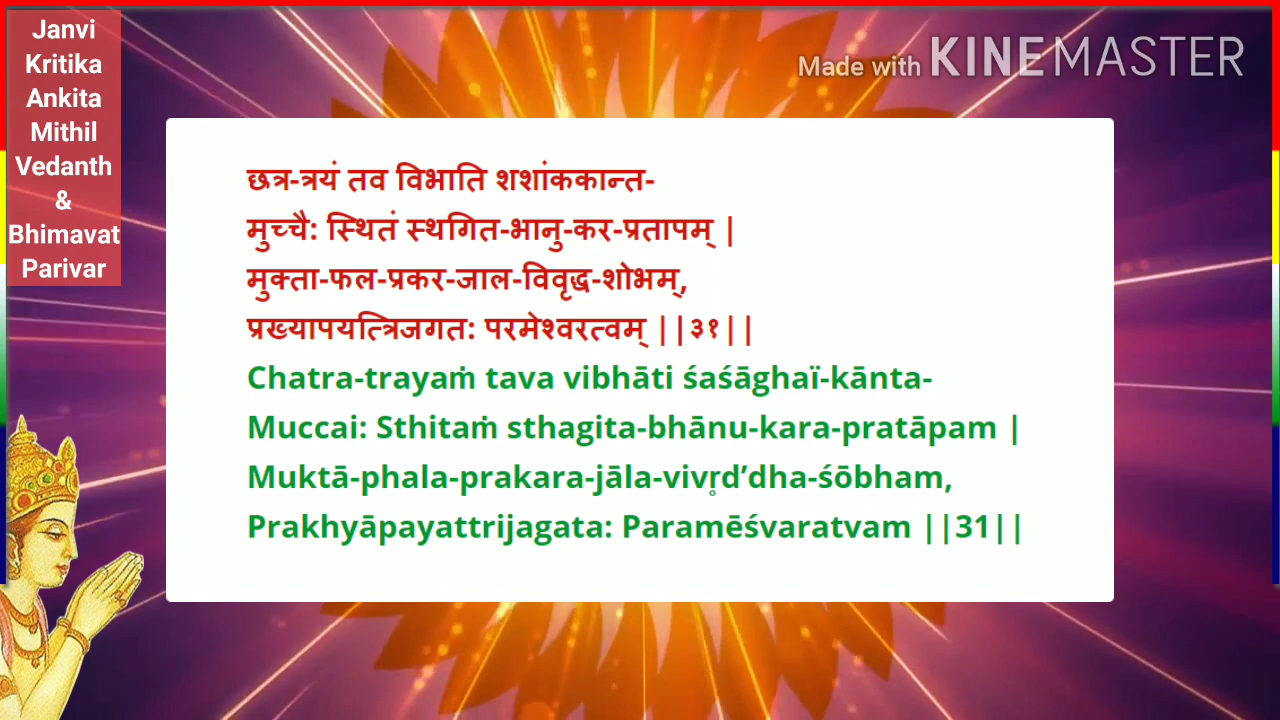 Janvi
Kritika
Ankita
Mithil
Vedanth
&
Bhimavat
Parivar
Made with KINEMASTER
छत्र-त्रयं तव विभाति शशांककान्त-
मुच्चै: स्थितं स्थगित-भानु-कर-प्रतापम् |
मुक्ता-फल-प्रकर-जाल-विवृद्ध-शोभम्,
प्रख्यापयत्त्रिजगत: परमेश्वरत्वम् ||३१||
Chatra-trayaṁ tava vibhāti śaśāghaï-kānta-
Muccai: Sthitaṁ sthagita-bhānu-kara-pratāpam |
Muktā-phala-prakara-jāla-vivr̥d’dha-śōbham,
Prakhyāpayattrijagata: Paramēśvaratvam ||31||